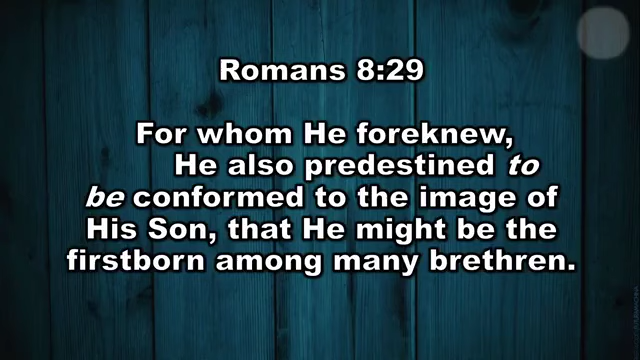 Romans 8:29
For whom He foreknew,
He also predestined to
be conformed to the image of
His Son, that He might be the
firstborn among many brethren.